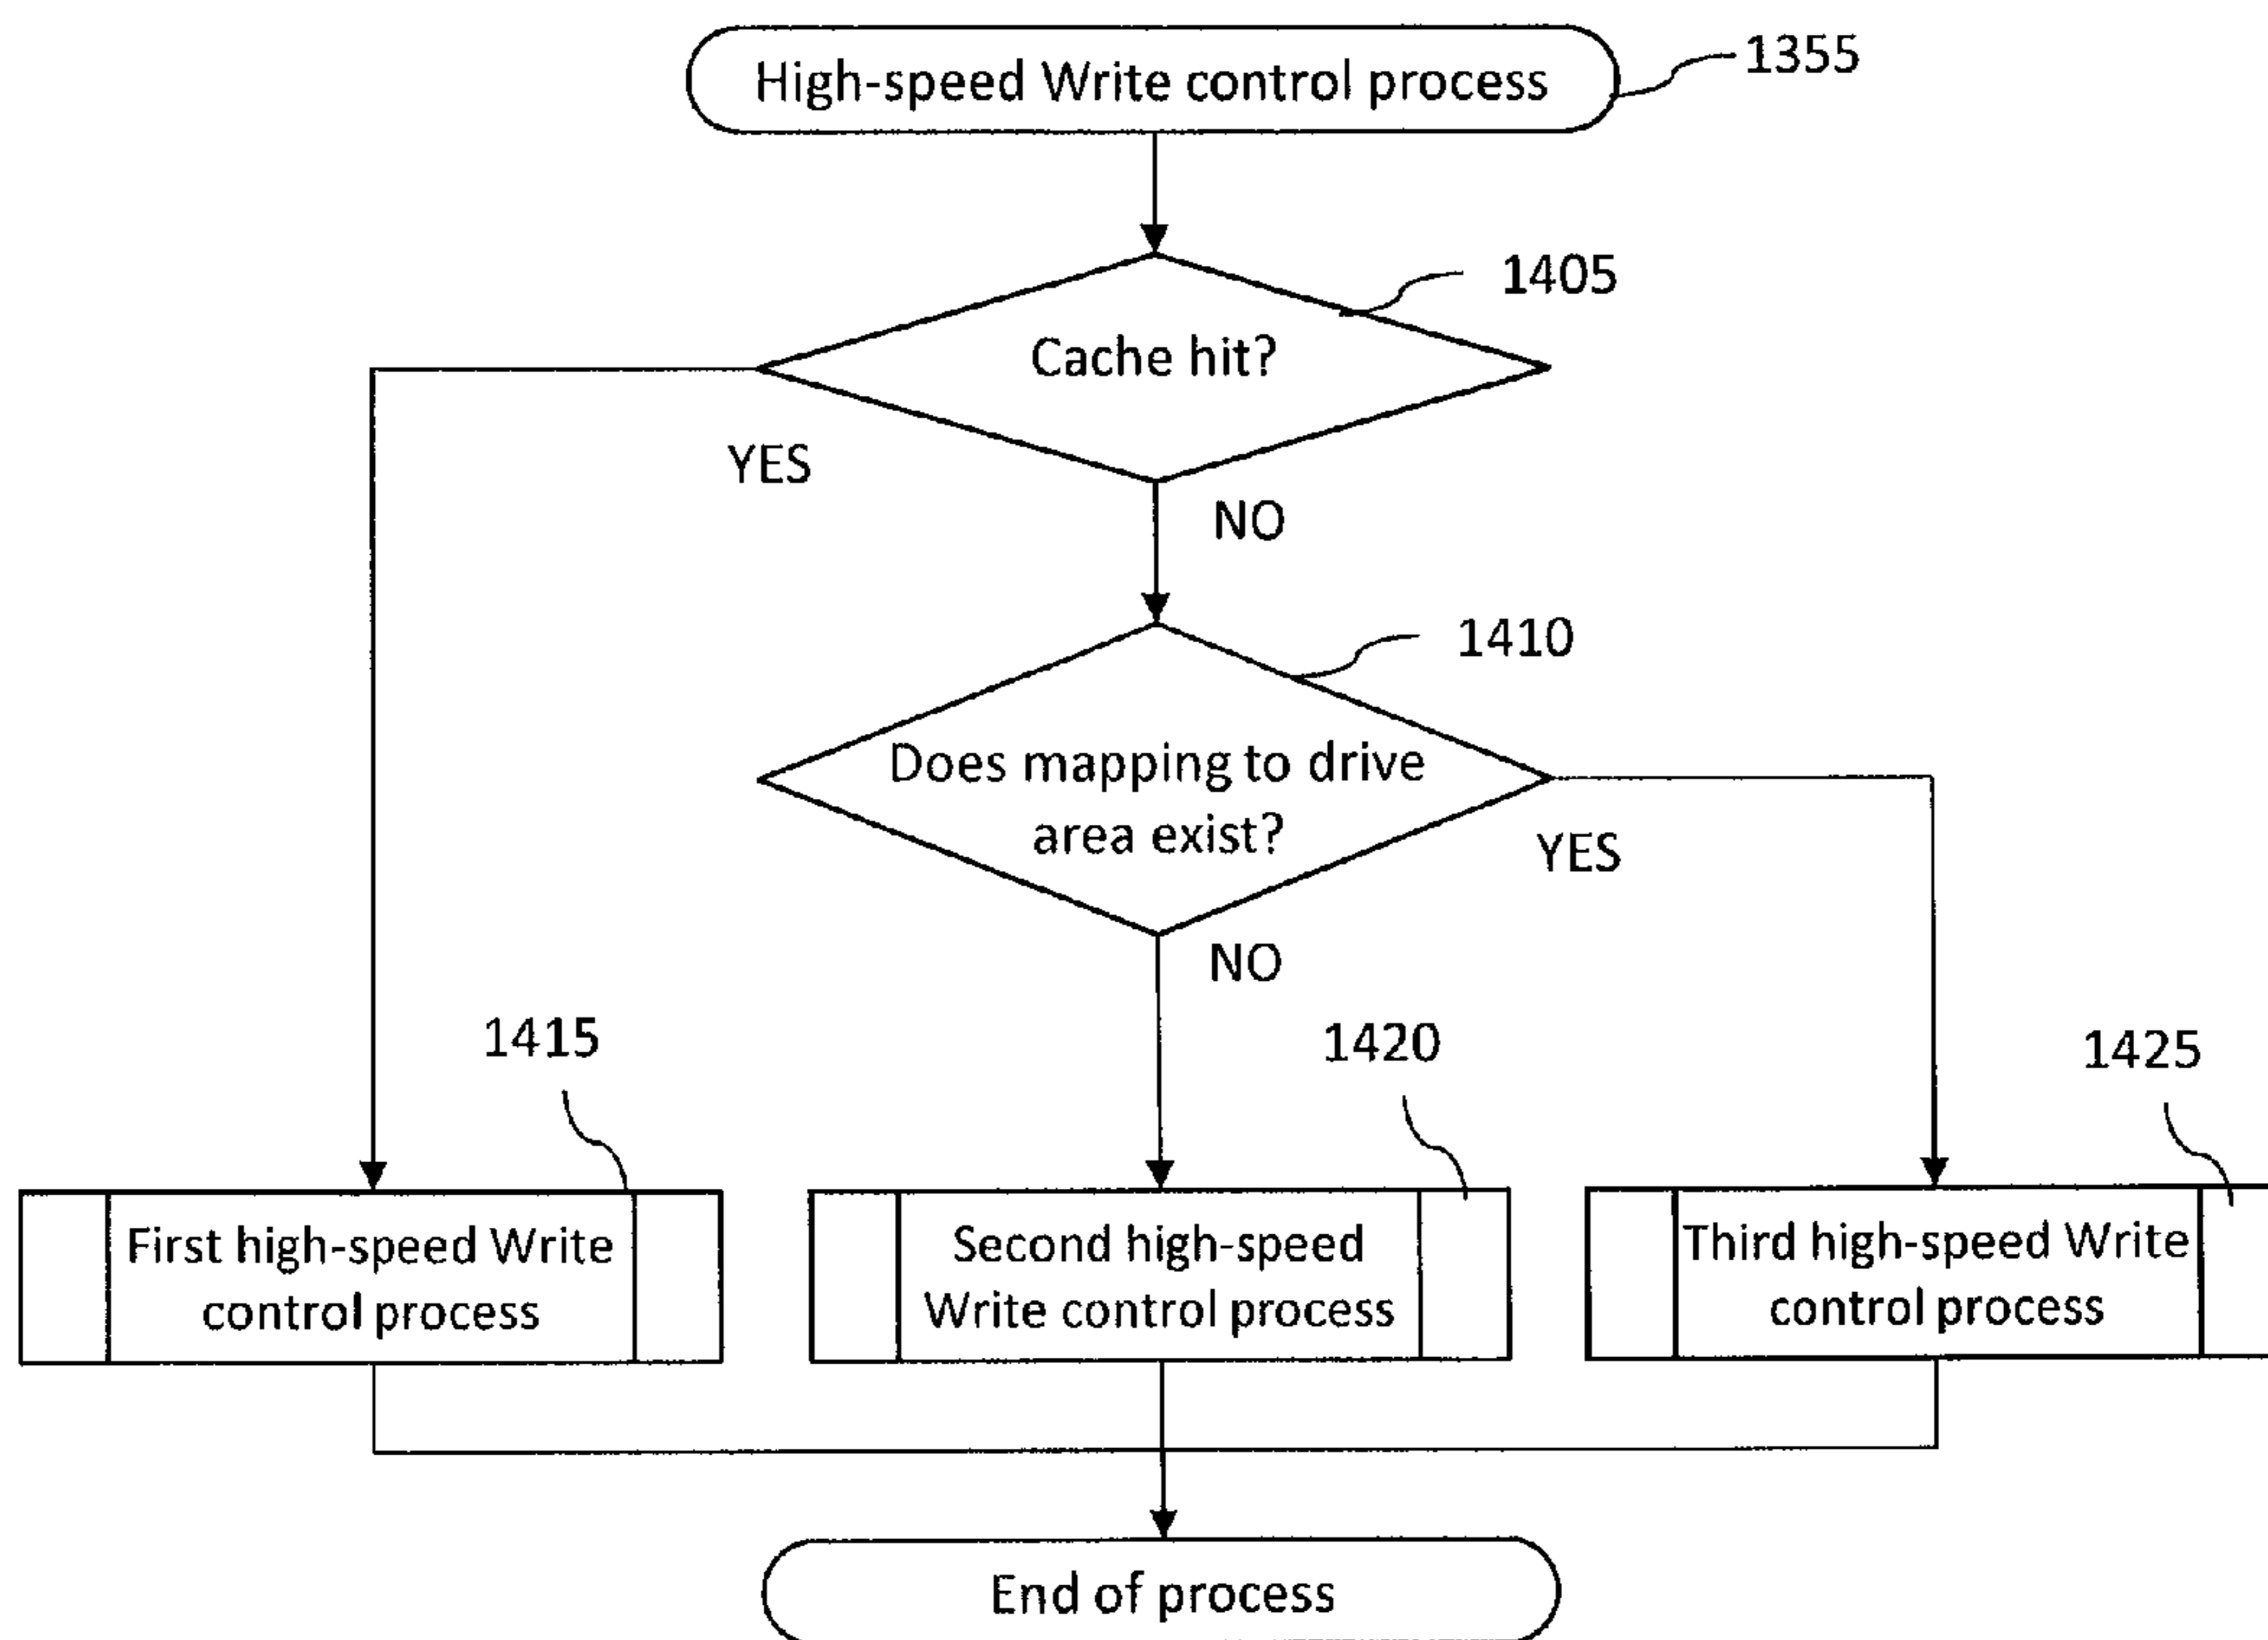 High-speed Write control process
1355
Cache hit?
1405
YES
NO
1410
Does mapping to drive
area exist?
YES
NO
1415
1420
1425
First high-speed Write
control process
Second high-speed
Write control process
Third high-speed Write
control process
End of process